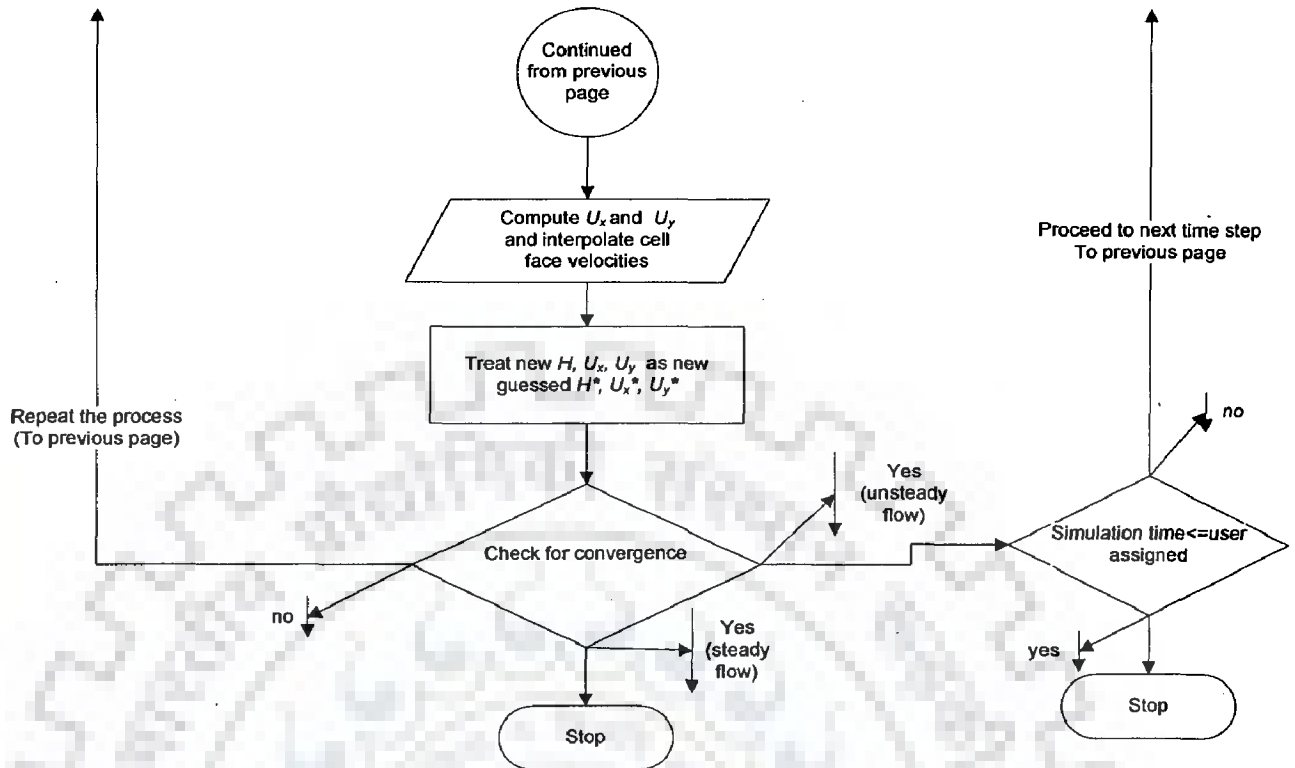 Continued
from previous
page
Compute Ux and Uy
and interpolate cell
face velocities
Proceed to next time step
To previous page
Treat new H, Ux, Uy as new
guessed H*, Ux*, Uy*
Repeat the process
(To previous page)
no
Yes
(unsteady
flow)
Check for convergence
Simulation time<=user
assigned
no
Yes
(steady
flow)
yes
Stop
Stop